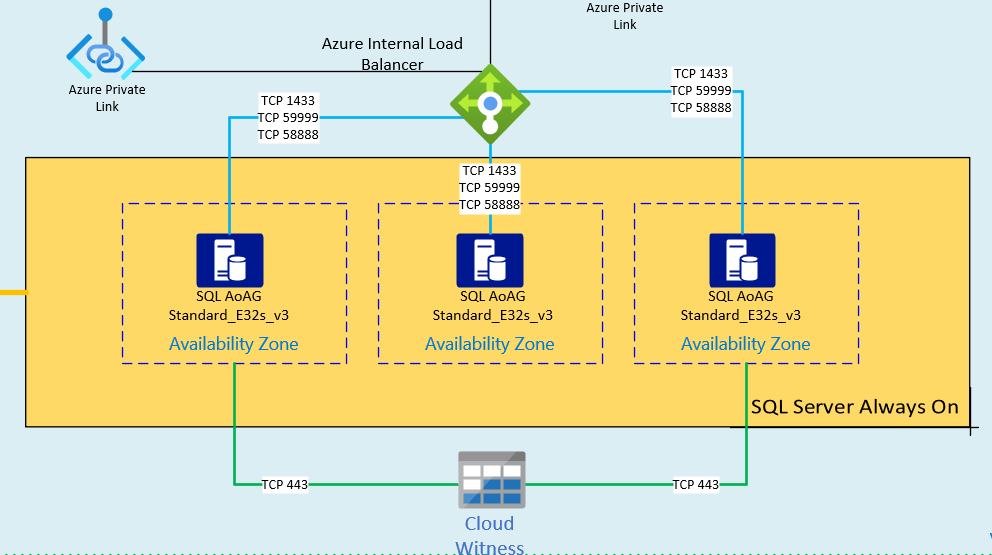 Azure Private
Link
Azure Internal Load
Balancer
Azure Private
Link
TCP 1433
TCP 59999
TCP 58888
TCP 1433
TCP 59999
TCP 58888
TCP 1433
TCP 59999
TCP 58888
SQL AoAG
Standard_E32s_v3
Availability Zone
SQL AoAG
Standard_E32s_v3
Availability Zone
SQL AoAG
Standard_E32s_v3
Availability Zone
SQL Server Always On
TCP 443
TCP 443
Cloud
Witness